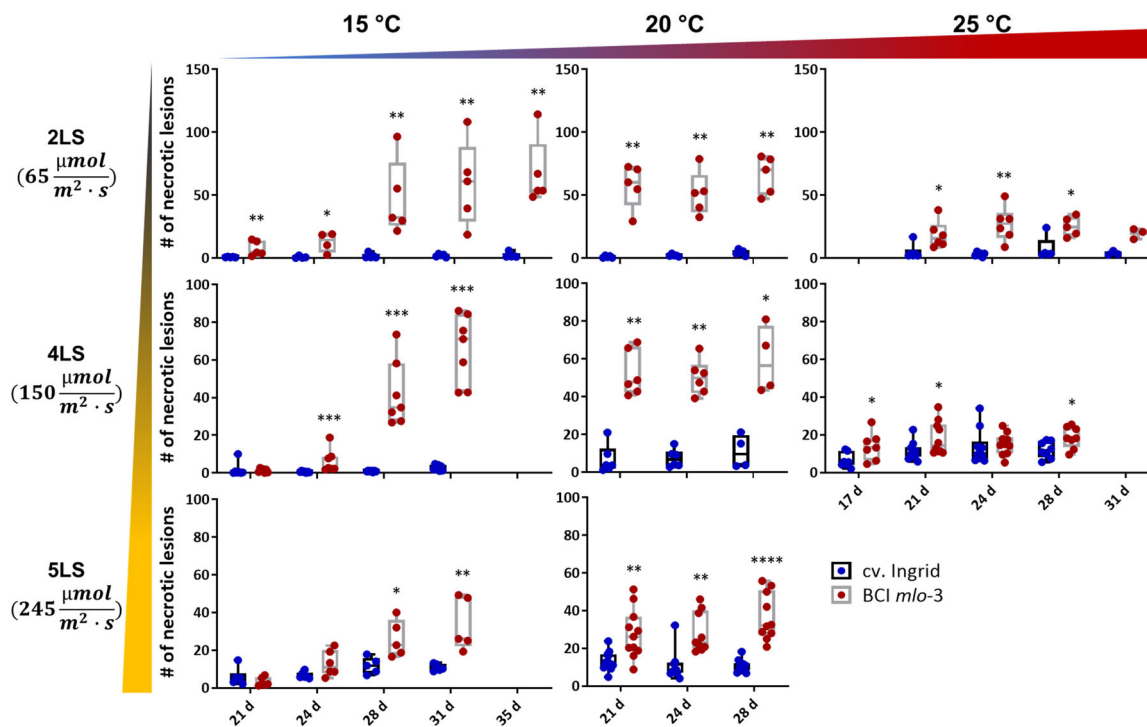 15 °C 20 °C 25 °C
2LS
(65 μmol / m² · s)
# of necrotic lesions
150
100
50
0
** * ** ** **
150
100
50
0
** ** **
150
100
50
0
* ** *
4LS
(150 μmol / m² · s)
# of necrotic lesions
100
80
60
40
20
0
*** *** ***
100
80
60
40
20
0
** ** *
100
80
60
40
20
0
* * *
17 d 21 d 24 d 28 d 31 d
5LS
(245 μmol / m² · s)
# of necrotic lesions
100
80
60
40
20
0
* **
21 d 24 d 28 d 31 d 35 d
100
80
60
40
20
0
** ** ****
21 d 24 d 28 d
cv. Ingrid
BCI mlo-3